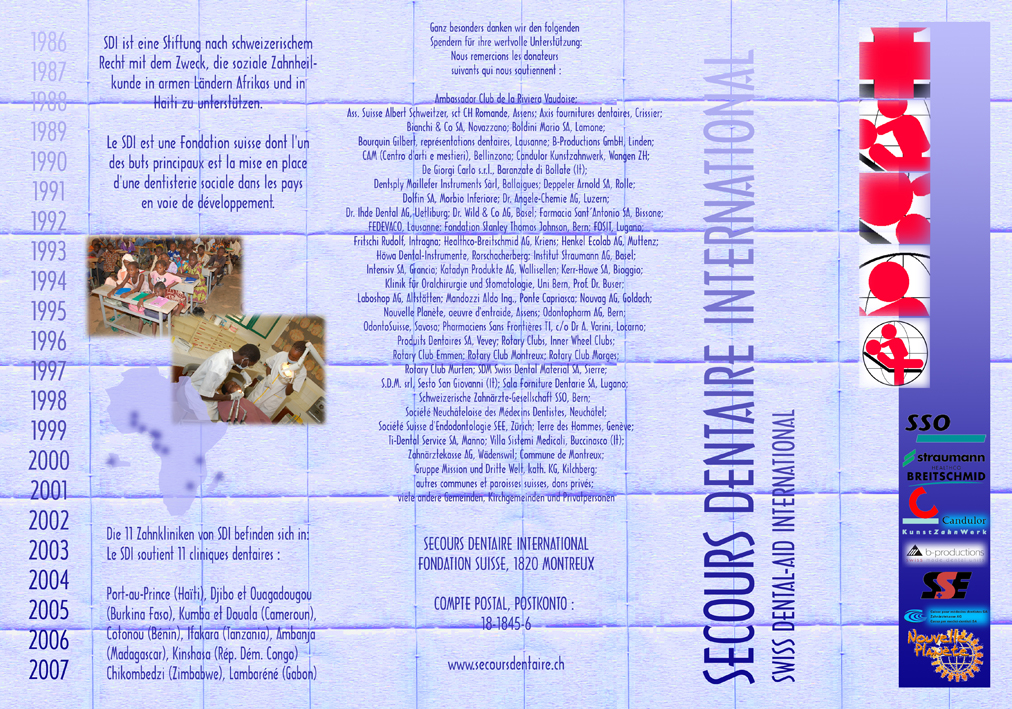 1986
1987
1988
1989
1990
1991
1992
1993
1994
1995
1996
1997
1998
1999
2000
2001
2002
2003
2004
2005
2006
2007
SDI ist eine Stiftung nach schweizerischem
Recht mit dem Zweck, die soziale Zahnheil-
kunde in armen Ländern Afrikas und in
Haiti zu unterstützen.
Le SDI est une Fondation suisse dont l'un
des buts principaux est la mise en place
d'une dentisterie sociale dans les pays
en voie de développement.
Die 11 Zahnkliniken von SDI befinden sich in:
Le SDI soutient 11 cliniques dentaires :
Port-au-Prince (Haïti), Djibo et Ouagadougou
(Burkina Faso), Kumba et Douala (Cameroun),
Cotonou (Bénin), Ifakara (Tanzania), Ambanja
(Madagascar), Kinshasa (Rép. Dém. Congo)
Chikombedzi (Zimbabwe), Lambaréné (Gabon)
Ganz besonders danken wir den folgenden
Spendern für ihre wertvolle Unterstützung:
Nous remercions les donateurs
suivants qui nous soutiennent :
Ambassador Club de la Riviera Vaudoise;
Ass. Suisse Albert Schweitzer, sct CH Romande, Assens; Axis fournitures dentaires, Crissier;
Bianchi & Co SA, Novazzano; Boldini Mario SA, Lamone;
Bourquin Gilbert, représentations dentaires, Lausanne; B-Productions GmbH, Linden;
CAM (Centro d'arti e mestieri), Bellinzona; Candulor Kunstzahnwerk, Wangen ZH;
De Giorgi Carlo s.r.l., Baranzate di Bollate (It);
Dentsply Maillefer Instruments Sàrl, Ballaigues; Deppeler Arnold SA, Rolle;
Dolfin SA, Morbio Inferiore; Dr. Angele-Chemie AG, Luzern;
Dr. Ihde Dental AG, Uetliburg; Dr. Wild & Co AG, Basel; Farmacia Sant'Antonio SA, Bissone;
FEDEVACO, Lausanne; Fondation Stanley Thomas Johnson, Bern; FOSIT, Lugano;
Fritschi Rudolf, Intragna; Healthco-Breitschmid AG, Kriens; Henkel Ecolab AG, Muttenz;
Höwa Dental-Instrumente, Rorschacherberg; Institut Straumann AG, Basel;
Intensiv SA, Grancia; Katadyn Produkte AG, Wallisellen; Kerr-Hawe SA, Bioggio;
Klinik für Oralchirurgie und Stomatologie, Uni Bern, Prof. Dr. Buser;
Laboshop AG, Altstätten; Mandozzi Aldo Ing., Ponte Capriasca; Nouvag AG, Goldach;
Nouvelle Planète, oeuvre d'entraide, Assens; Odontopharm AG, Bern;
OdontoSuisse, Savosa; Pharmaciens Sans Frontières TI, c/o Dr A. Varini, Locarno;
Produits Dentaires SA, Vevey; Rotary Clubs, Inner Wheel Clubs;
Rotary Club Emmen; Rotary Club Montreux; Rotary Club Morges;
Rotary Club Murten; SDM Swiss Dental Material SA, Sierre;
S.D.M. srl, Sesto San Giovanni (It); Sala Forniture Dentarie SA, Lugano;
Schweizerische Zahnärzte-Gesellschaft SSO, Bern;
Société Neuchâteloise des Médecins Dentistes, Neuchâtel;
Société Suisse d'Endodontologie SEE, Zürich; Terre des Hommes, Genève;
Ti-Dental Service SA, Manno; Villa Sistemi Medicali, Buccinasco (It);
Zahnärztekasse AG, Wädenswil; Commune de Montreux;
Gruppe Mission und Dritte Welt, kath. KG, Kilchberg;
autres communes et paroisses suisses, dons privés;
viele andere Gemeinden, Kirchgemeinden und Privatpersonen
SECOURS DENTAIRE INTERNATIONAL
FONDATION SUISSE, 1820 MONTREUX
COMPTE POSTAL, POSTKONTO :
18-1845-6
www.secoursdentaire.ch
SECOURS DENTAIRE INTERNATIONAL
SWISS DENTAL-AID INTERNATIONAL
SSO
straumann
HEALTHCO
BREITSCHMID
Candulor
KunstZahnWerk
b-productions
SSE
Nouvelle
Planète